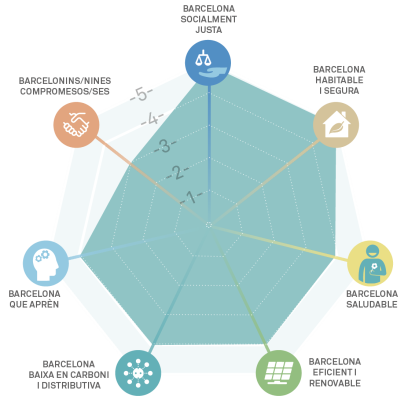 BARCELONA
SOCIALMENT
JUSTA
BARCELONA
HABITABLE
I SEGURA
BARCELONINS/NINES
COMPROMESOS/SES
-5-
-4-
-3-
-2-
-1-
BARCELONA
QUE APRÈN
BARCELONA
SALUDABLE
BARCELONA
BAIXA EN CARBONI
I DISTRIBUTIVA
BARCELONA
EFICIENT I
RENOVABLE